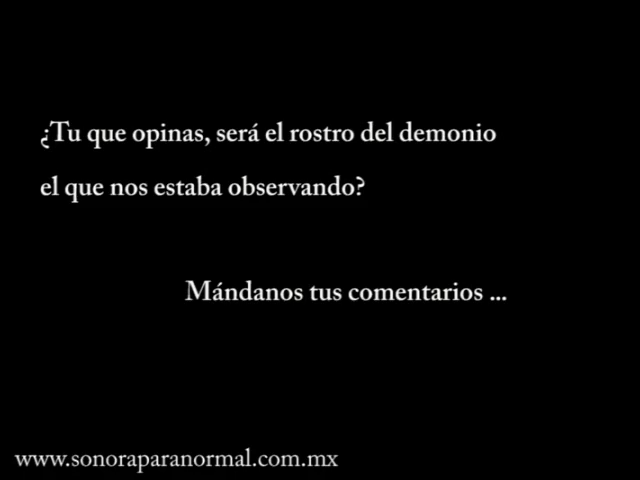 ¿Tu que opinas, será el rostro del demonio
el que nos estaba observando?
Mándanos tus comentarios ...
www.sonoraparanormal.com.mx